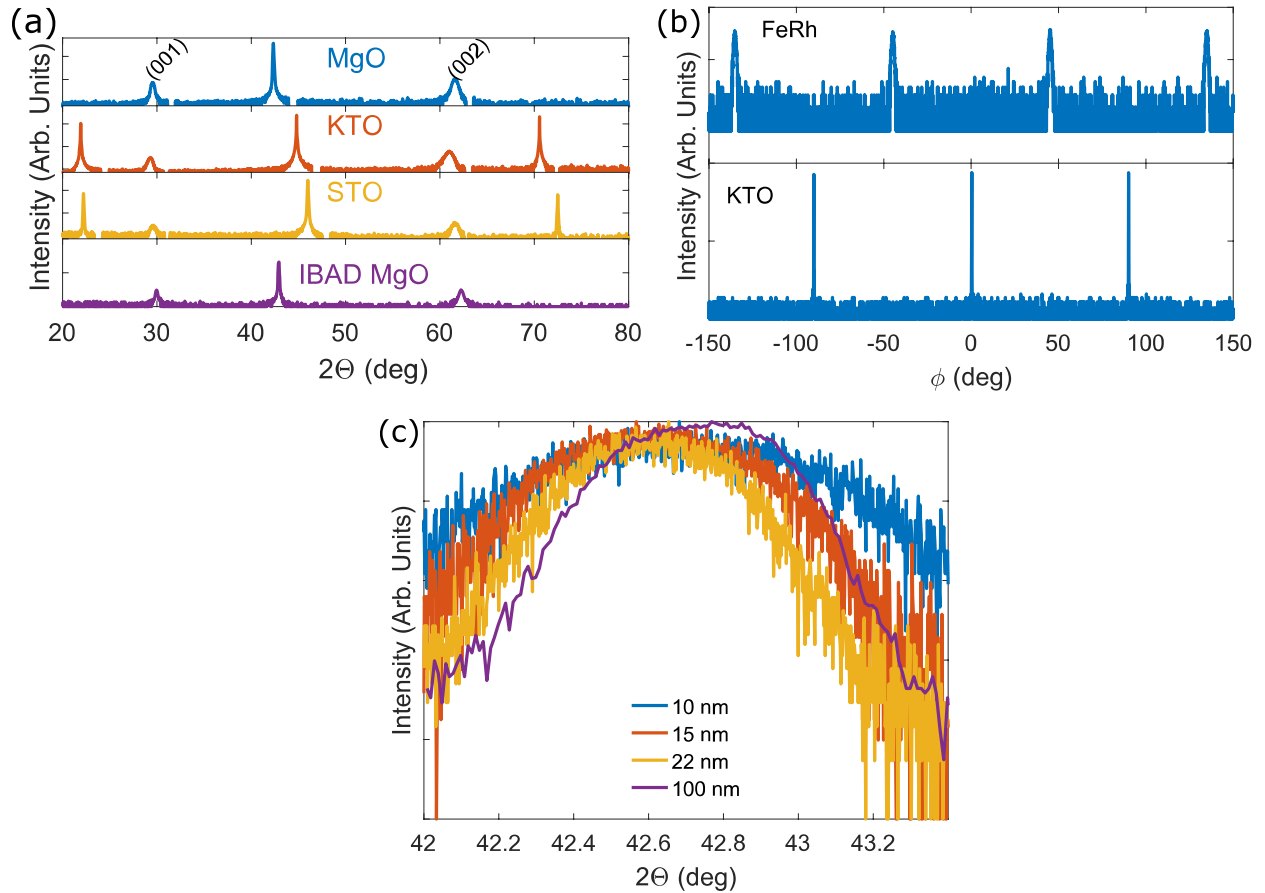 (a)
(001)
MgO
(002)
KTO
STO
IBAD MgO
Intensity (Arb. Units)
20 30 40 50 60 70 80
2Θ (deg)
(b)
FeRh
KTO
Intensity (Arb. Units)
-150 -100 -50 0 50 100 150
ϕ (deg)
(c)
Intensity (Arb. Units)
10 nm
15 nm
22 nm
100 nm
42 42.2 42.4 42.6 42.8 43 43.2
2Θ (deg)